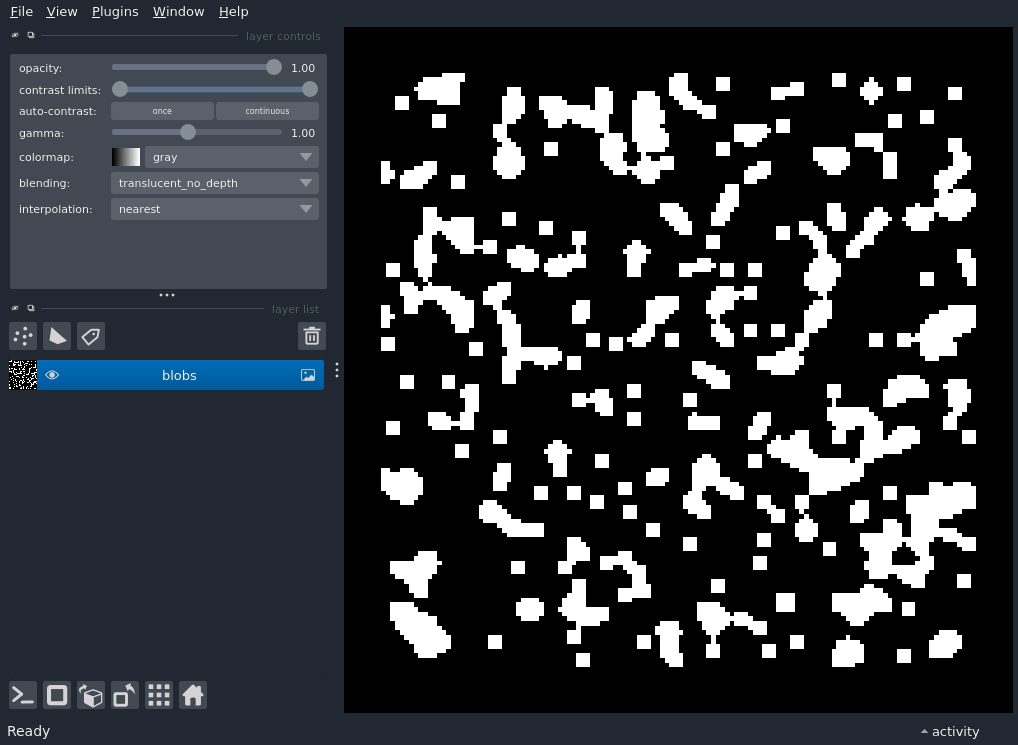 File View Plugins Window Help
layer controls
opacity: 1.00
contrast limits:
auto-contrast: once continuous
gamma: 1.00
colormap: gray
blending: translucent_no_depth
interpolation: nearest
layer list
blobs
Ready activity